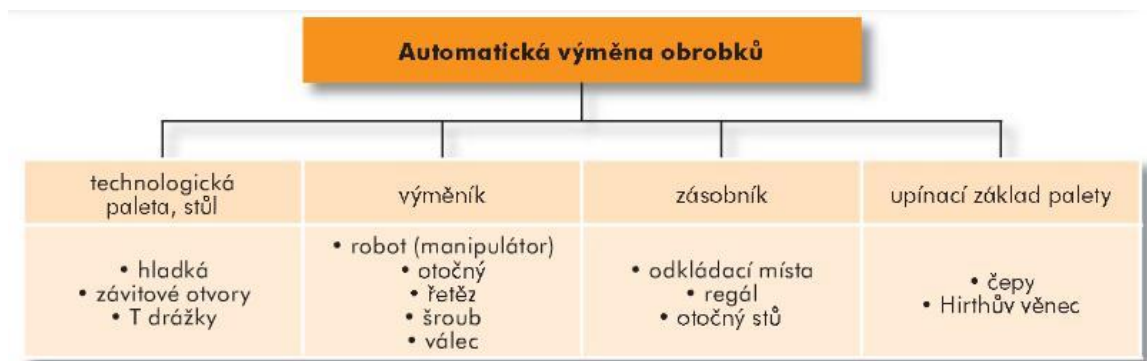 Automatická výměna obrobků
technologická
paleta, stůl
výměník
zásobník
upínací základ palety
• hladká
• závitové otvory
• T drážky
• robot (manipulátor)
• otočný
• řetěz
• šroub
• válec
• odkládací místa
• regál
• otočný stů
• čepy
• Hirthův věnec